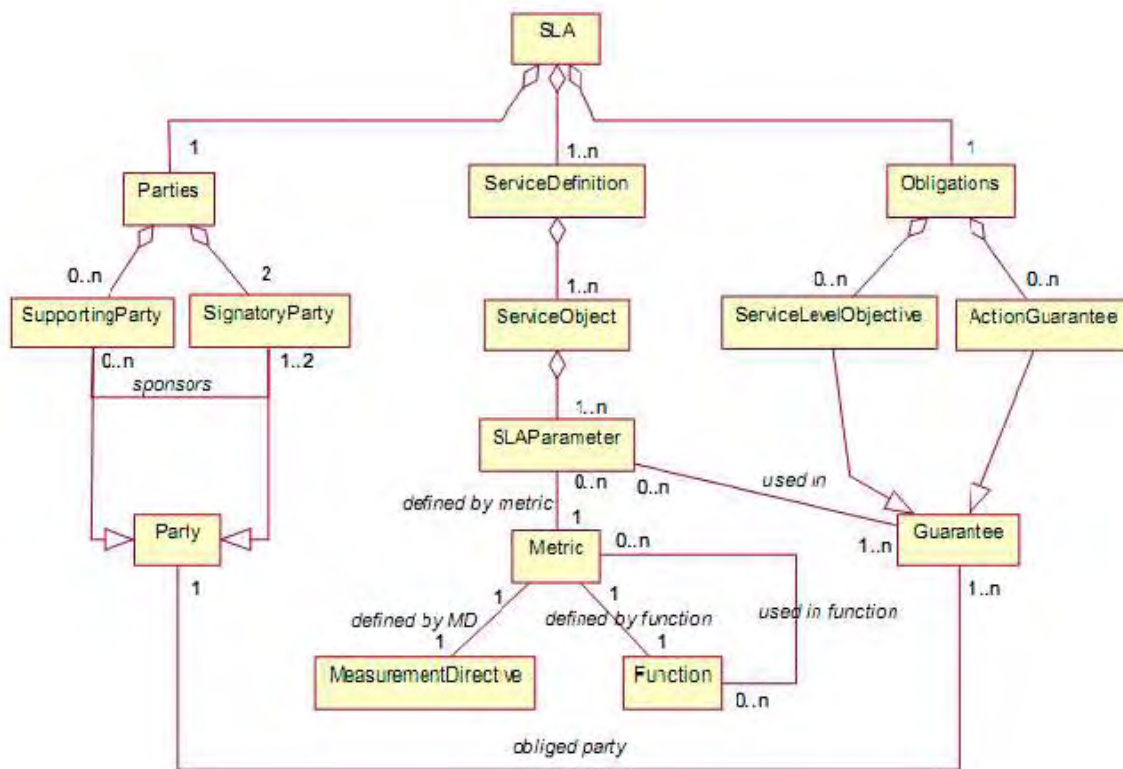 SLA
1
1..n
1
Parties
ServiceDefinition
Obligations
0..n
2
1..n
0..n
0..n
SupportingParty
SignatoryParty
ServiceObject
ServiceLevelObjective
ActionGuarantee
0..n
1..2
sponsors
1..n
SLAParameter
0..n
0..n
used in
defined by metric
1
Party
Metric
0..n
1..n
Guarantee
1
1
1
1..n
defined by MD
defined by function
used in function
1
1
MeasurementDirective
Function
0..n
obliged party